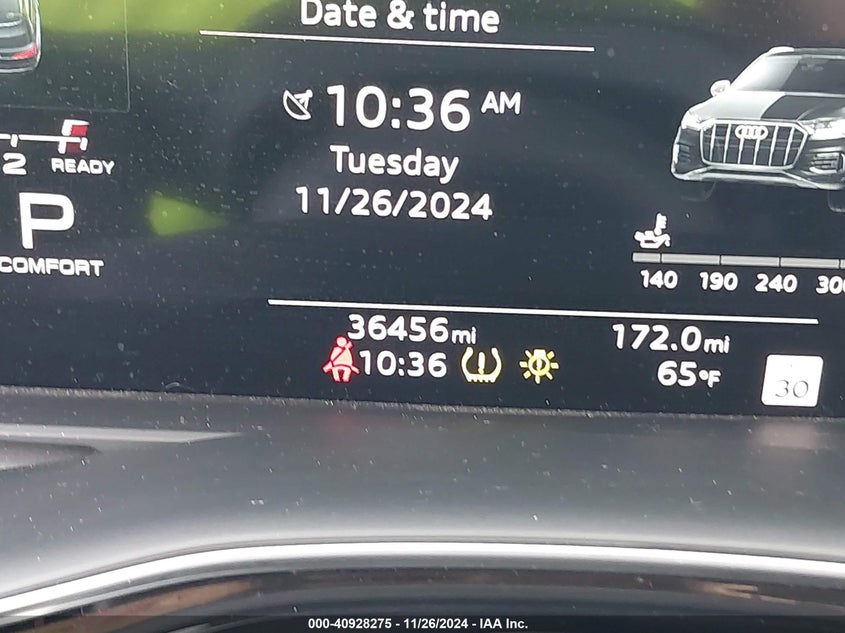 Date & time
10:36 AM
Tuesday
11/26/2024
2 READY
P
COMFORT
140 190 240 300
36456mi
172.0mi
10:36
65°F
30
000-40928275 - 11/26/2024 - IAA Inc.